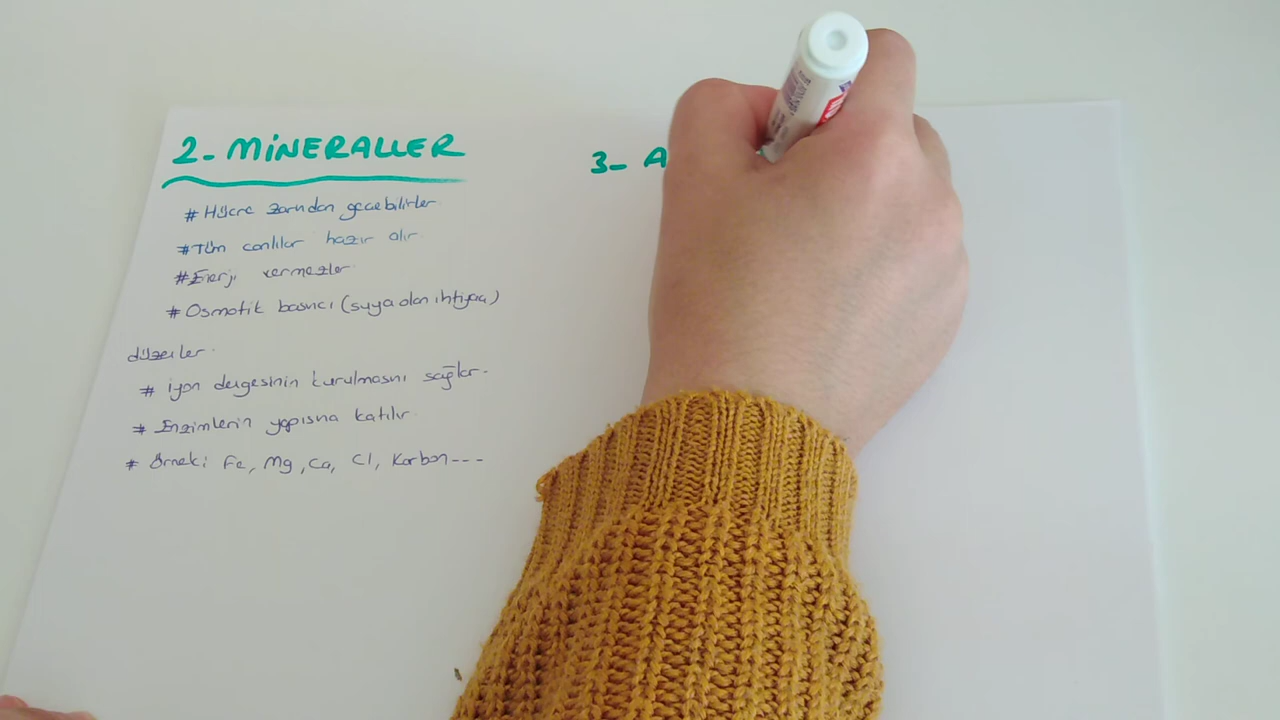 2- MİNERALLER
# Hücre zarından geçebilirler.
# Tüm canlılar hazır alır.
# Enerji vermezler.
# Osmotik basıncı (suya olan ihtiyacı)
düzenler.
# İyon dengesinin kurulmasını sağlar.
# Enzimlerin yapısına katılır.
# Örnek: Fe, Mg, Ca, Cl, Karbon---
3- A